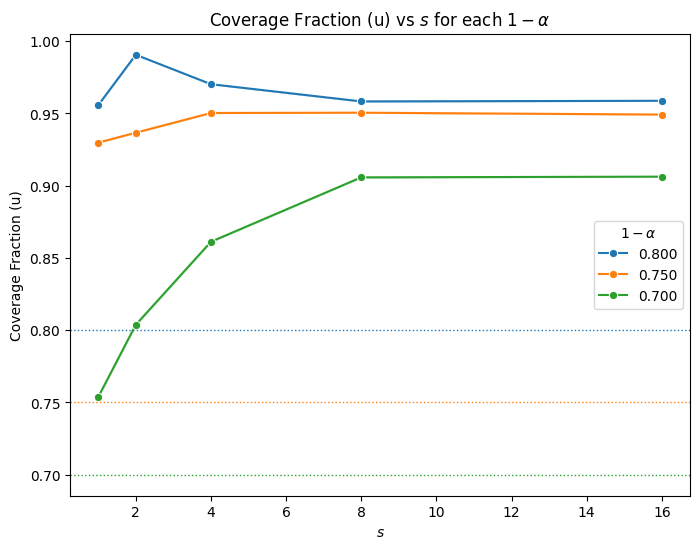 Coverage Fraction (u) vs s for each 1 − α
Coverage Fraction (u)
1.00
0.95
0.90
0.85
0.80
0.75
0.70
1 − α
0.800
0.750
0.700
2 4 6 8 10 12 14 16
s